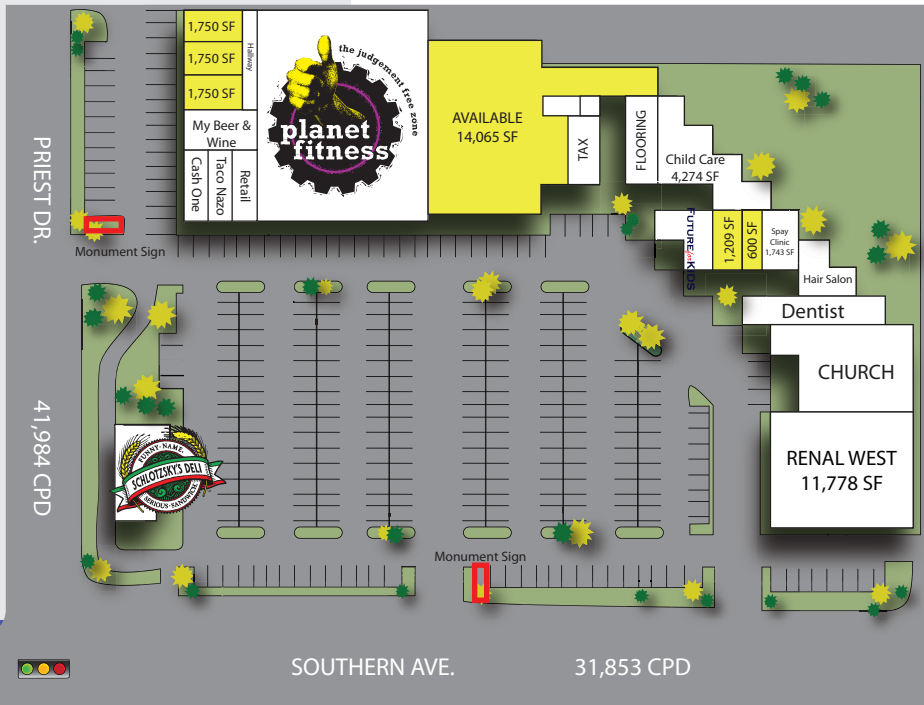 1,750 SF
1,750 SF
1,750 SF
Hallway
My Beer &
Wine
Cash One
Taco Nazo
Retail
the judgement free zone
planet
fitness
AVAILABLE
14,065 SF
TAX
FLOORING
Child Care
4,274 SF
FUTURE for KIDS
1,209 SF
600 SF
Spay
Clinic
1,743 SF
Hair Salon
Dentist
CHURCH
RENAL WEST
11,778 SF
PRIEST DR.
Monument Sign
41,984 CPD
FUNNY·NAME.
SCHLOTZSKY'S DELI
SERIOUS·SANDWICH.
Monument Sign
SOUTHERN AVE.
31,853 CPD